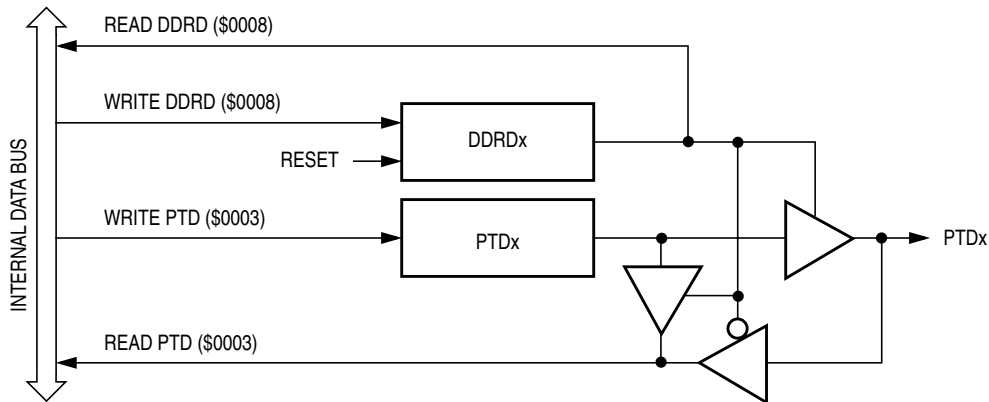 READ DDRD ($0008)
WRITE DDRD ($0008)
DDRDx
RESET
WRITE PTD ($0003)
PTDx
PTDx
READ PTD ($0003)
INTERNAL DATA BUS